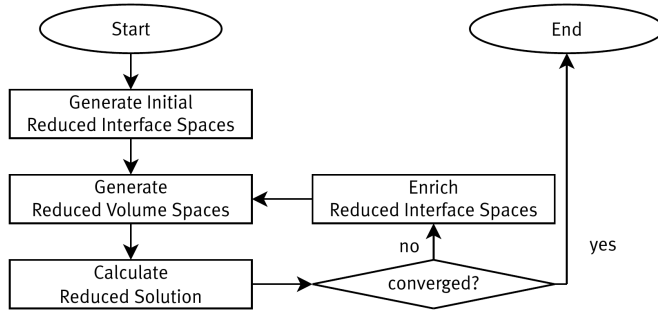 Start
End
Generate Initial
Reduced Interface Spaces
Generate
Reduced Volume Spaces
Enrich
Reduced Interface Spaces
no
yes
Calculate
Reduced Solution
converged?